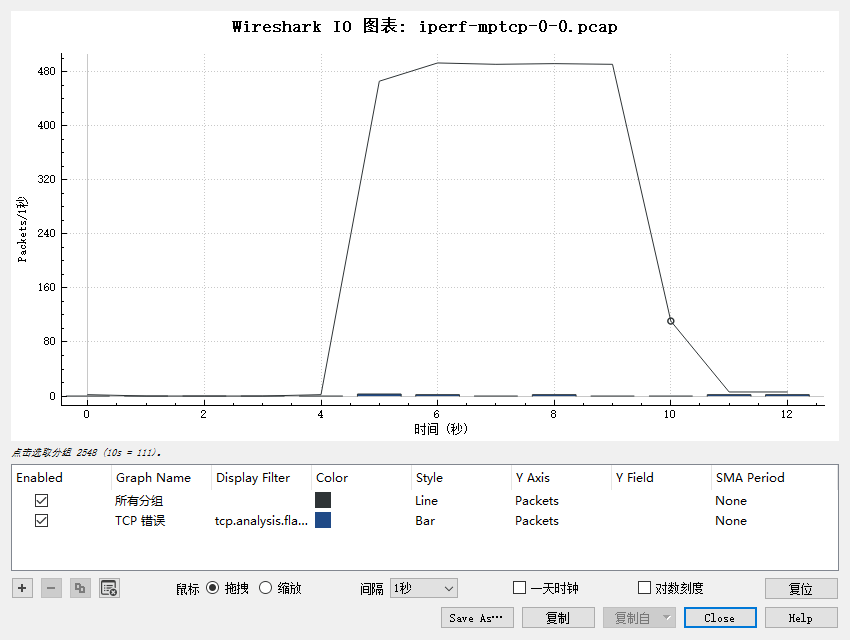 Wireshark IO 图表: iperf-mptcp-0-0.pcap
480
400
320
240
160
80
0
Packets/1秒
0 2 4 6 8 10 12
时间 (秒)
点击选取分组 2548 (10s = 111)。
Enabled Graph Name Display Filter Color Style Y Axis Y Field SMA Period
所有分组 Line Packets None
TCP 错误 tcp.analysis.fla... Bar Packets None
鼠标 拖拽 缩放 间隔 1秒 一天时钟 对数刻度 复位
Save As… 复制 复制自 Close Help